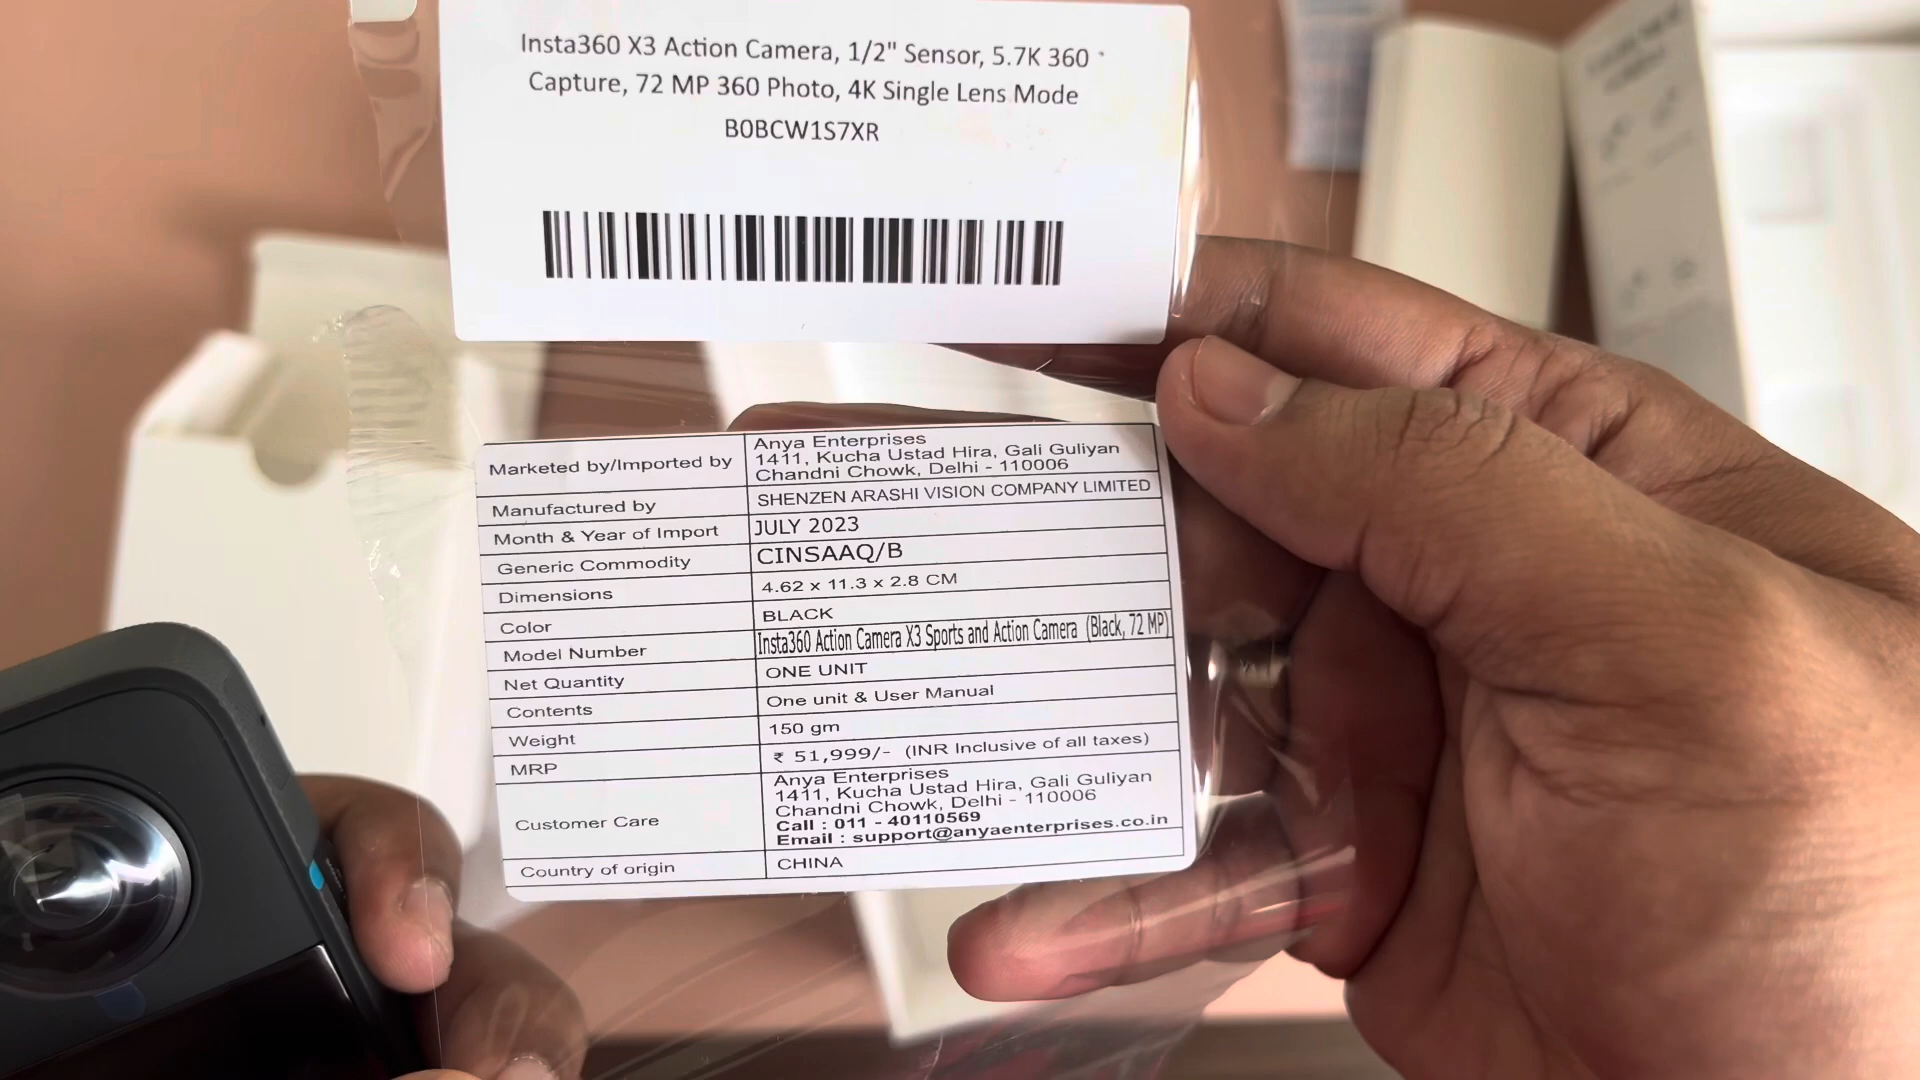 Insta360 X3 Action Camera, 1/2" Sensor, 5.7K 360
Capture, 72 MP 360 Photo, 4K Single Lens Mode
B0BCW1S7XR
Marketed by/Imported by
Anya Enterprises
1411, Kucha Ustad Hira, Gali Guliyan
Chandni Chowk, Delhi - 110006
Manufactured by
SHENZEN ARASHI VISION COMPANY LIMITED
Month & Year of Import
JULY 2023
Generic Commodity
CINSAAQ/B
Dimensions
4.62 x 11.3 x 2.8 CM
Color
BLACK
Model Number
Insta360 Action Camera X3 Sports and Action Camera (Black, 72 MP)
Net Quantity
ONE UNIT
Contents
One unit & User Manual
Weight
150 gm
MRP
₹ 51,999/- (INR Inclusive of all taxes)
Customer Care
Anya Enterprises
1411, Kucha Ustad Hira, Gali Guliyan
Chandni Chowk, Delhi - 110006
Call : 011 - 40110569
Email : support@anyaenterprises.co.in
Country of origin
CHINA